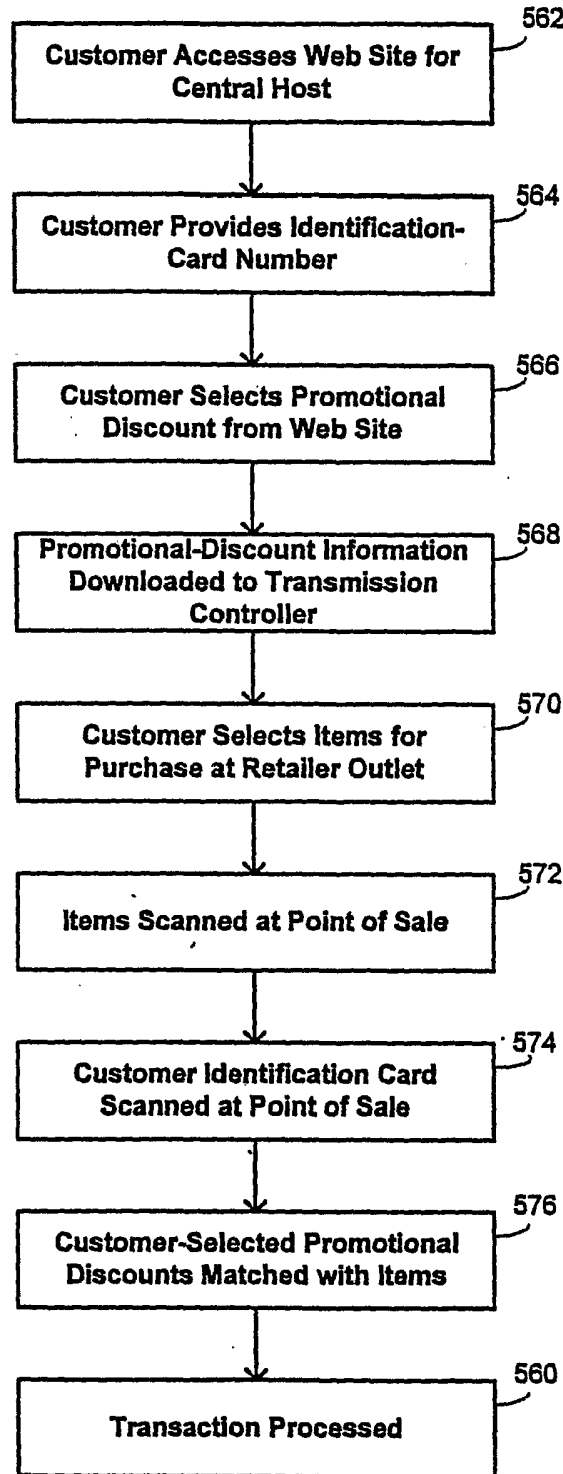 562
Customer Accesses Web Site for
Central Host
564
Customer Provides Identification-
Card Number
566
Customer Selects Promotional
Discount from Web Site
568
Promotional-Discount Information
Downloaded to Transmission
Controller
570
Customer Selects Items for
Purchase at Retailer Outlet
572
Items Scanned at Point of Sale
574
Customer Identification Card
Scanned at Point of Sale
576
Customer-Selected Promotional
Discounts Matched with Items
560
Transaction Processed